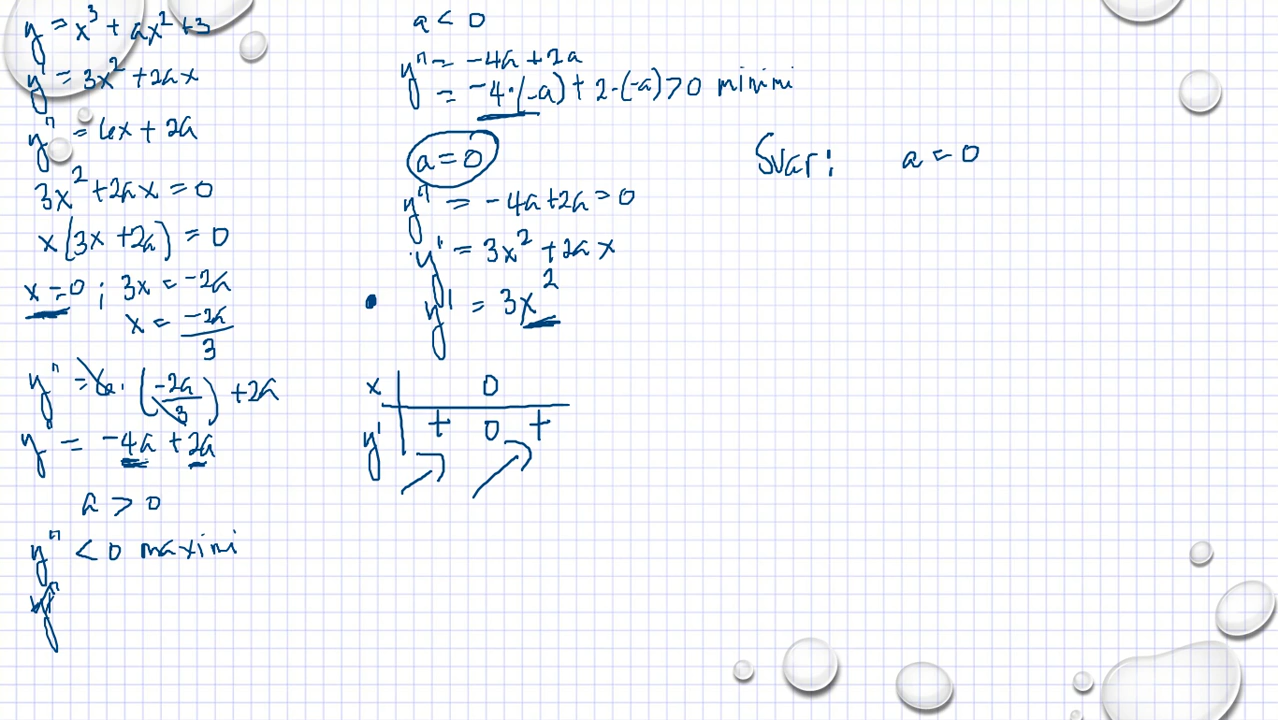 y = x³ + ax² + 3
y' = 3x² + 2ax
y'' = 6x + 2a
3x² + 2ax = 0
x(3x + 2a) = 0
x = 0 ; 3x = -2a
x = -2a/3
y'' = 6 · (-2a/3) + 2a
y = -4a + 2a
a > 0
y'' < 0 maximi
y''
a < 0
y'' = -4a + 2a
y = -4·(-a) + 2·(-a) > 0 minimi
a = 0
y'' = -4a + 2a = 0
y' = 3x² + 2ax
y' = 3x²
x 0
y' + 0 +
Svar: a = 0